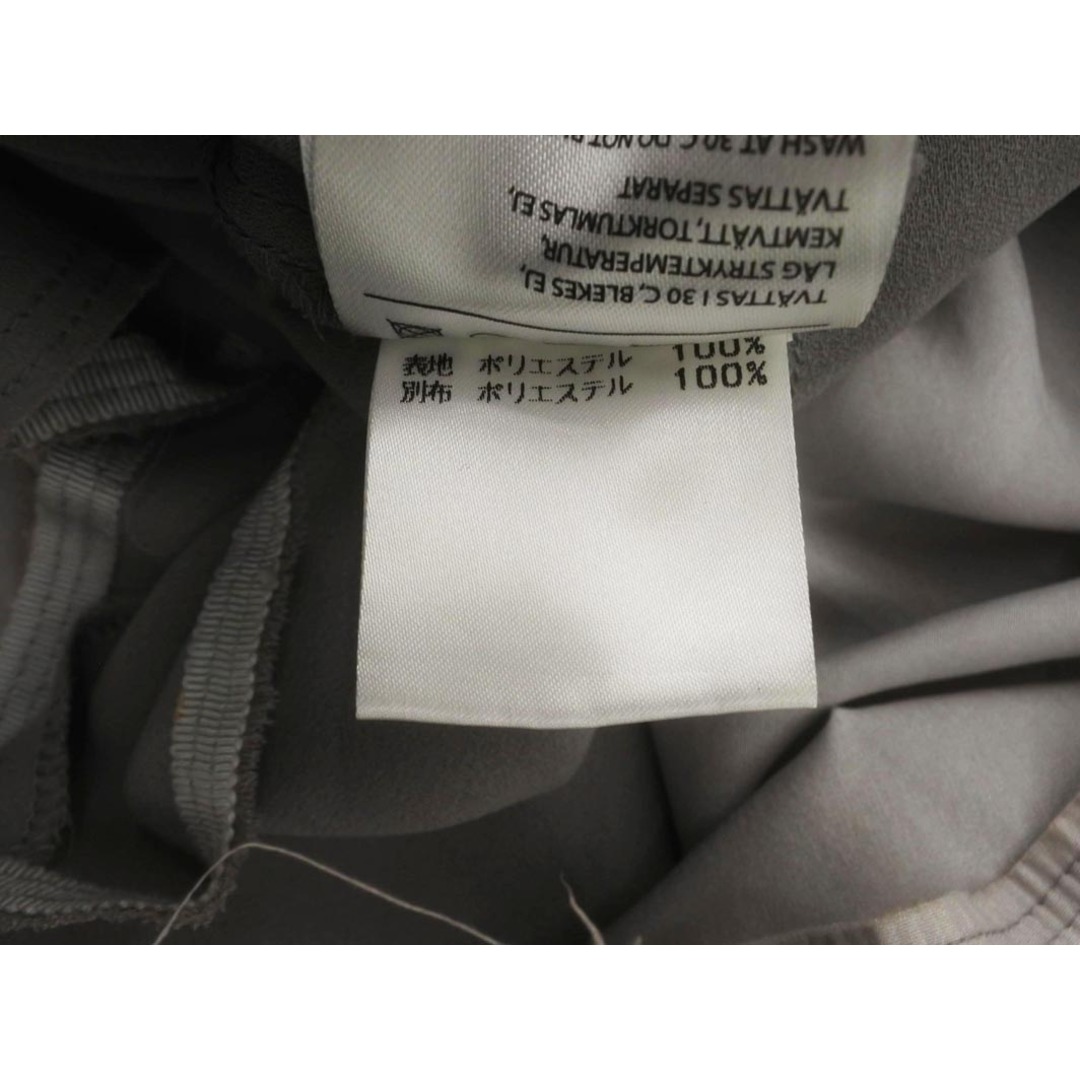 TVÄTTAS I 30 C, BLEKES EJ,
LÅG STRYKTEMPERATUR,
KEMTVÄTT, TORKTUMLAS EJ,
TVÄTTAS SEPARAT
WASH AT 30 C DO NOT
表地 ポリエステル 100%
別布 ポリエステル 100%